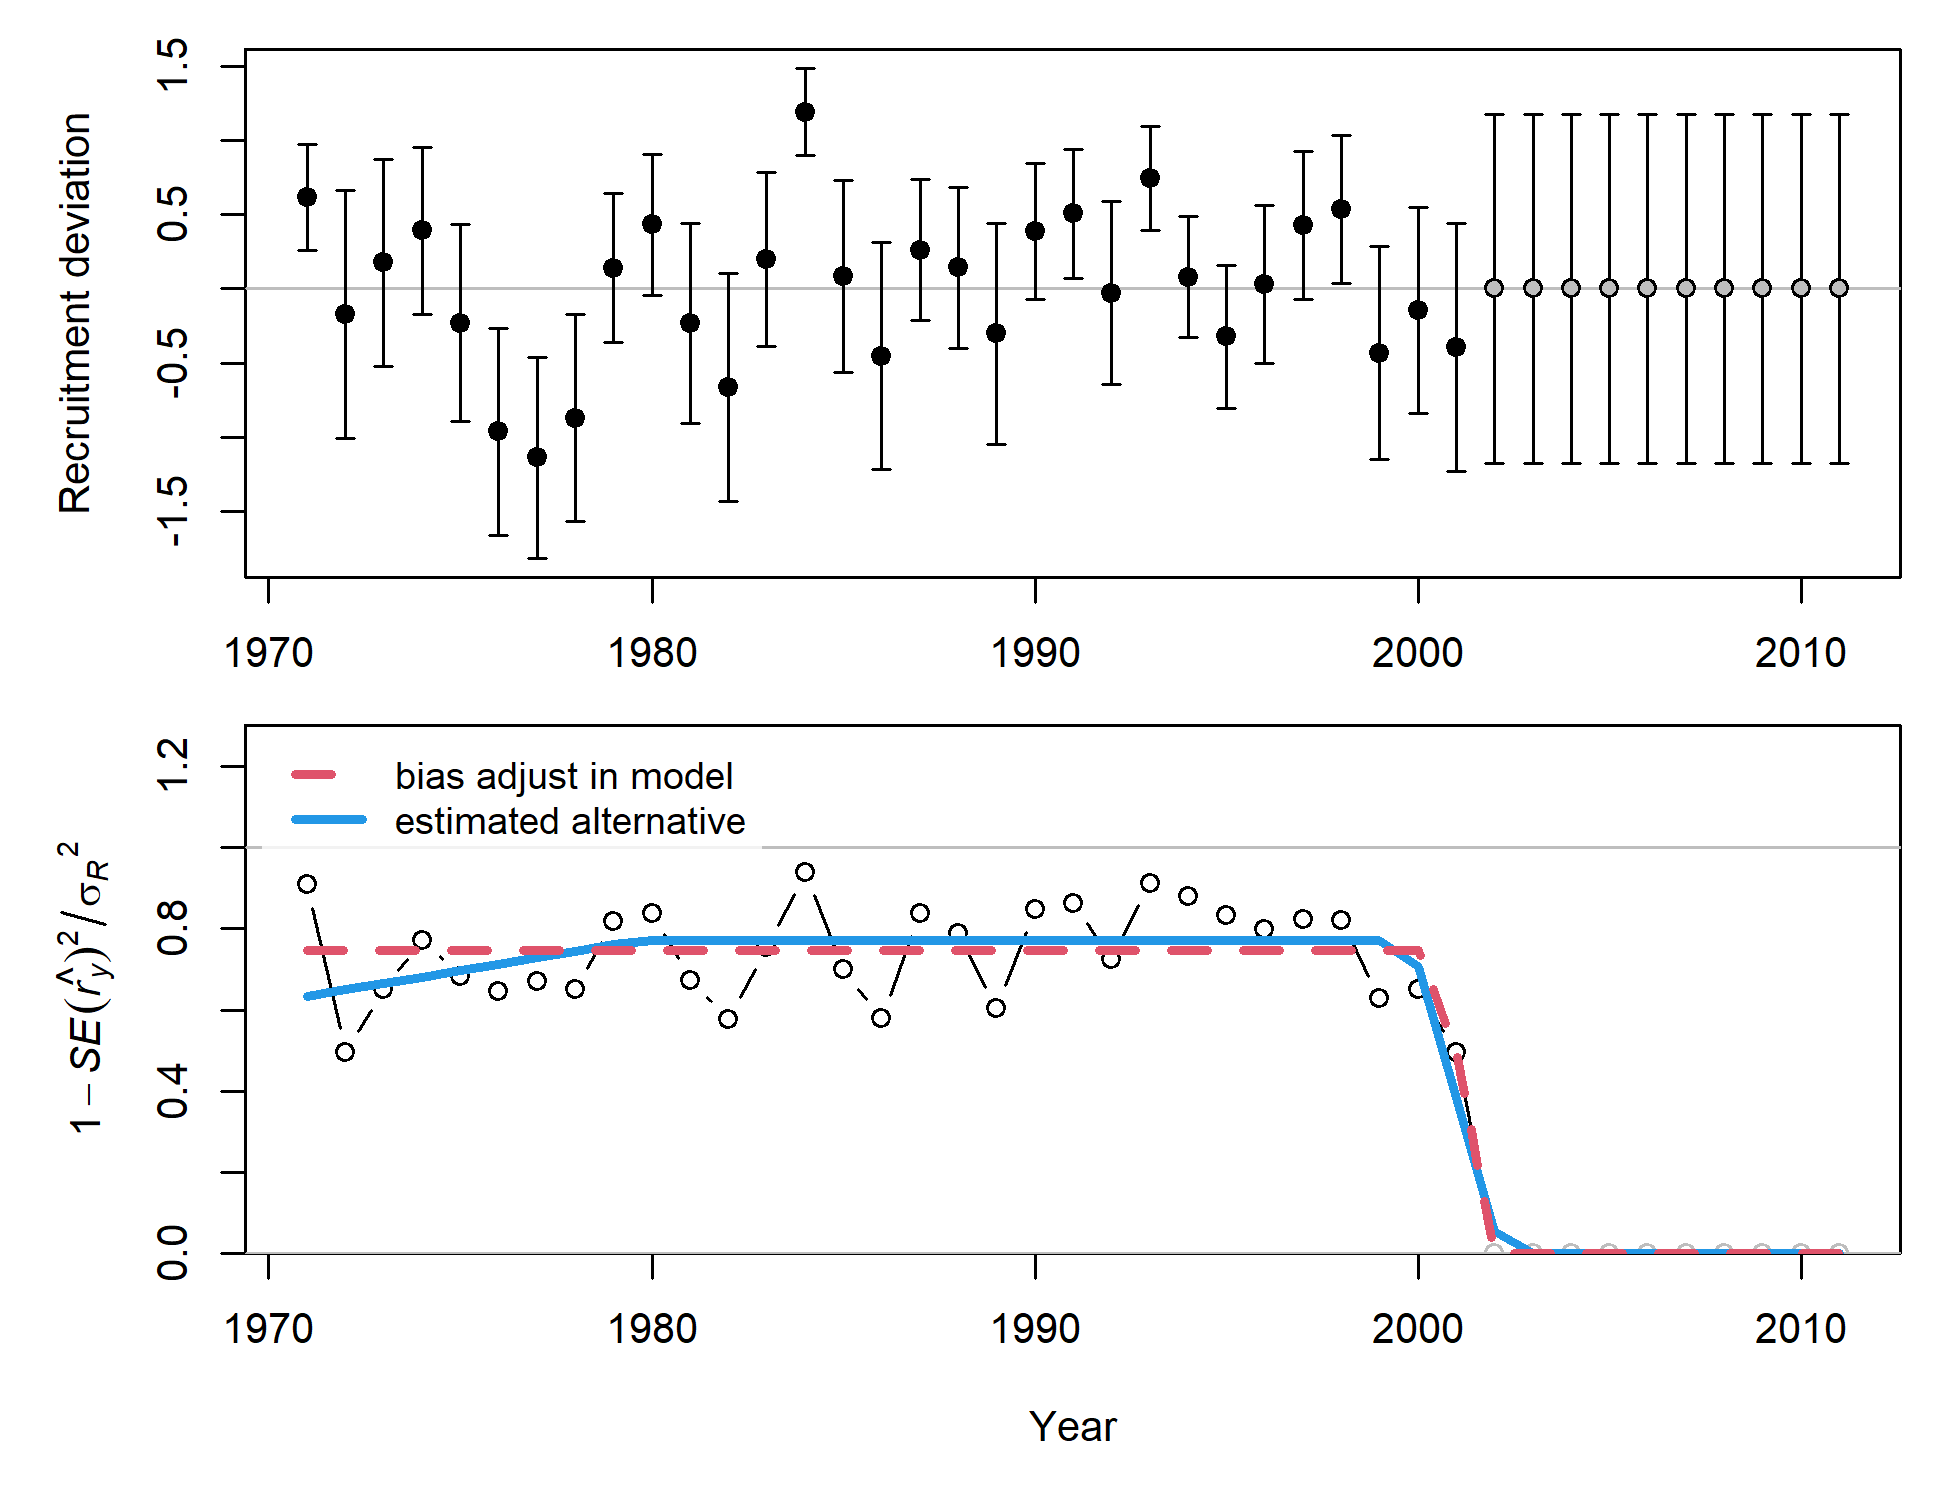 Recruitment deviation
1.5
0.5
-0.5
-1.5
1970 1980 1990 2000 2010
bias adjust in model
estimated alternative
1 − SE(r̂y)² / σR²
1.2
0.8
0.4
0.0
1970 1980 1990 2000 2010
Year